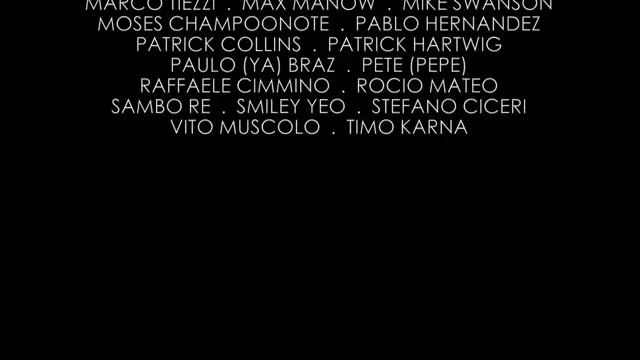 MARCO TIEZZI . MAX MANOW . MIKE SWANSON
MOSES CHAMPOONOTE . PABLO HERNANDEZ
PATRICK COLLINS . PATRICK HARTWIG
PAULO (YA) BRAZ . PETE (PEPE)
RAFFAELE CIMMINO . ROCIO MATEO
SAMBO RE . SMILEY YEO . STEFANO CICERI
VITO MUSCOLO . TIMO KARNA